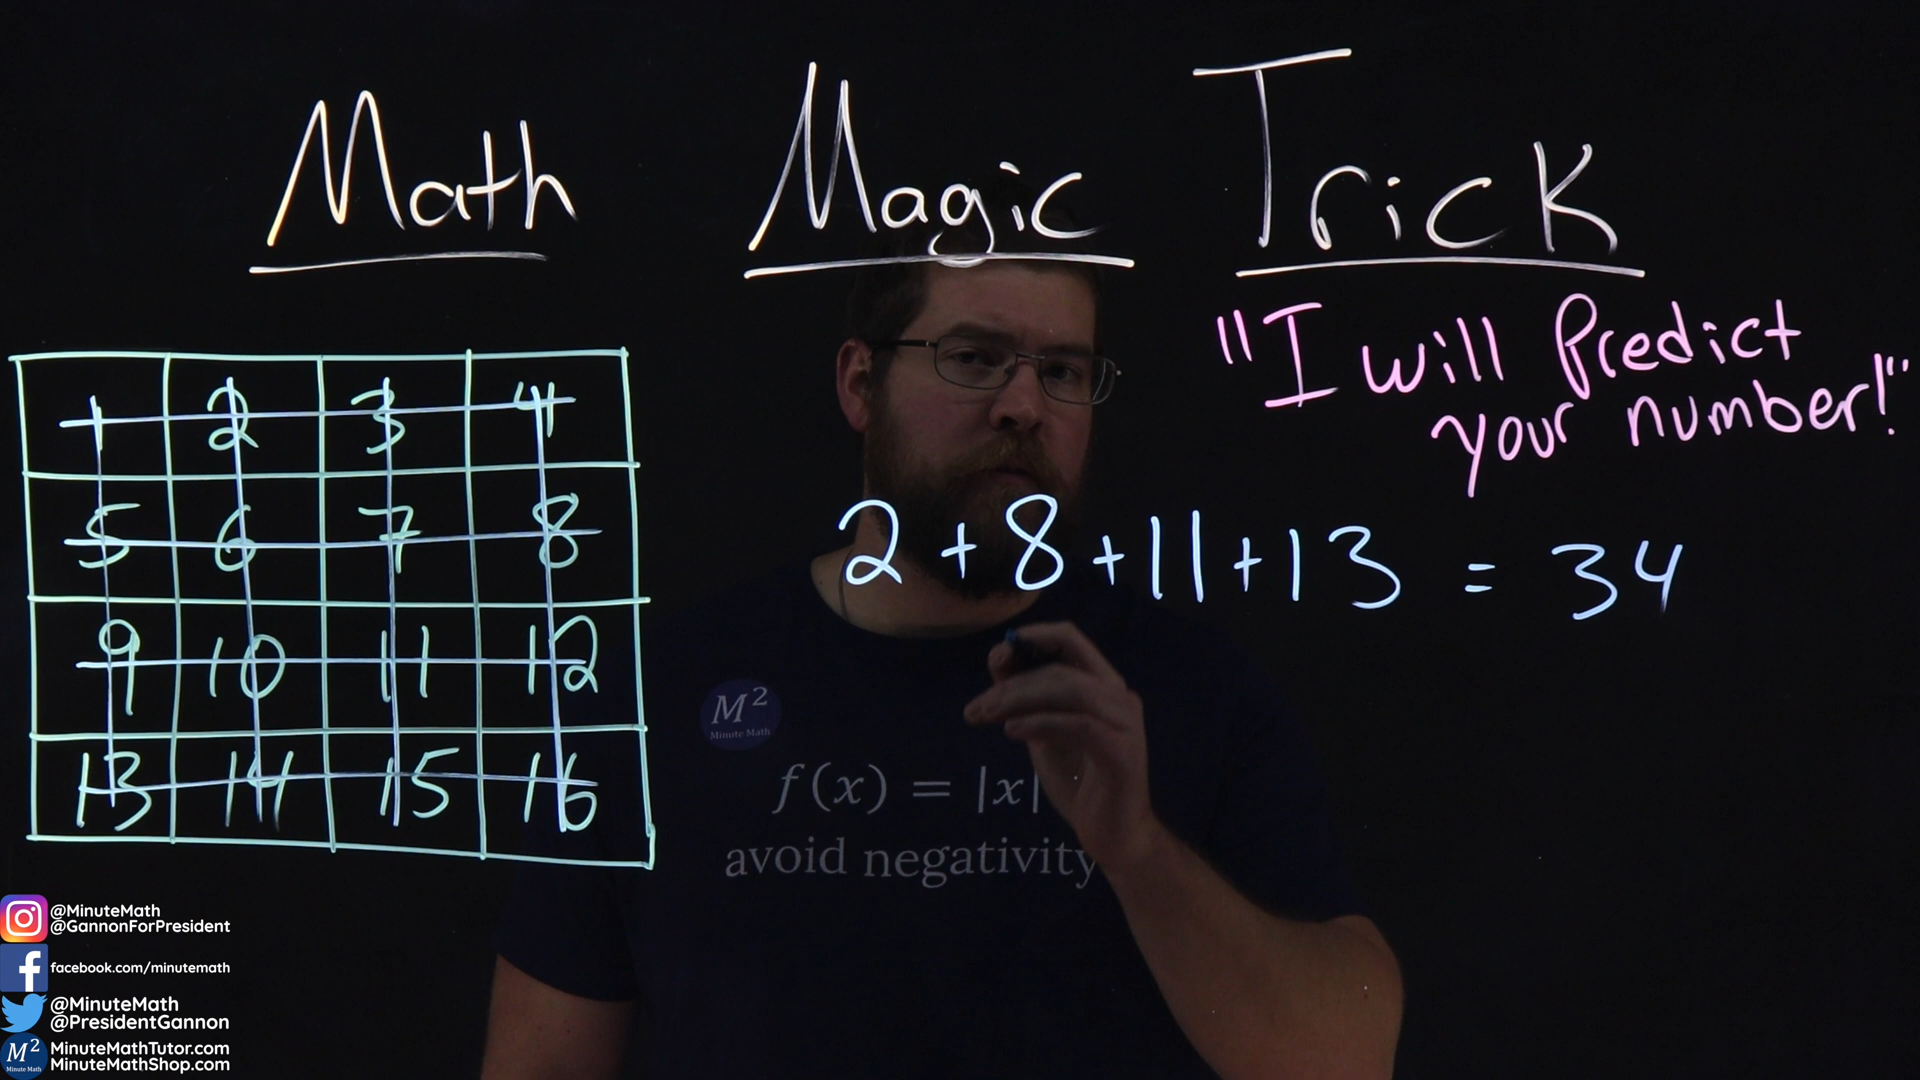 Math Magic Trick
"I will Predict
your number!"
1 2 3 4
5 6 7 8
9 10 11 12
13 14 15 16
2 + 8 + 11 + 13 = 34
M²
Minute Math
f(x) = |x|
avoid negativity
@MinuteMath
@GannonForPresident
facebook.com/minutemath
@MinuteMath
@PresidentGannon
M²
Minute Math
MinuteMathTutor.com
MinuteMathShop.com